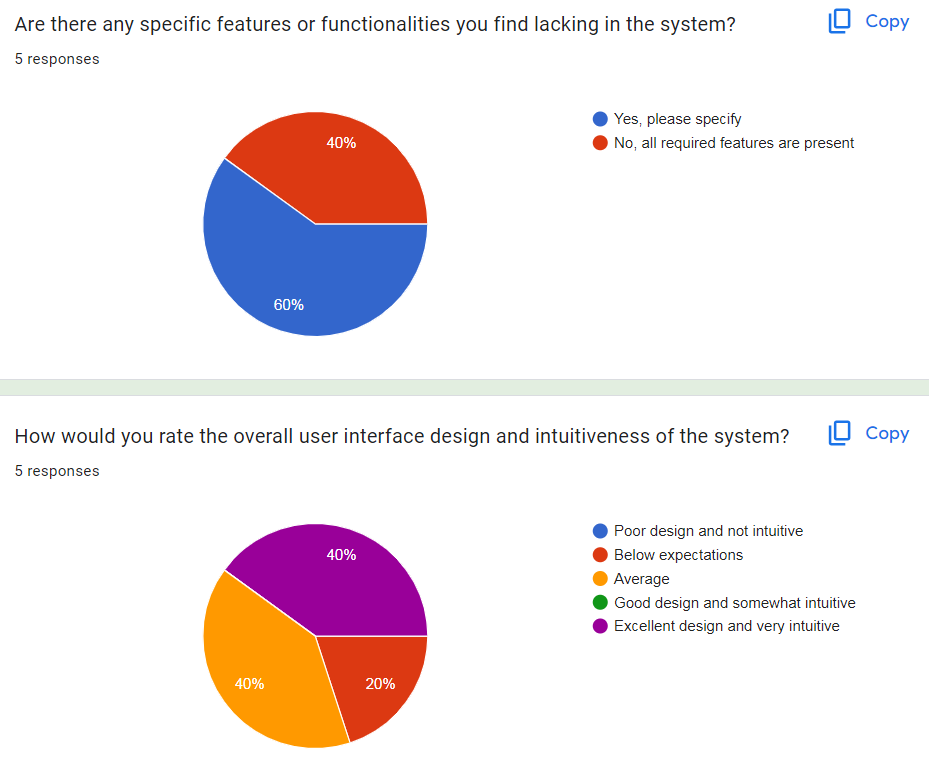 Are there any specific features or functionalities you find lacking in the system?
Copy
5 responses
Yes, please specify
No, all required features are present
40%
60%
How would you rate the overall user interface design and intuitiveness of the system?
Copy
5 responses
Poor design and not intuitive
Below expectations
Average
Good design and somewhat intuitive
Excellent design and very intuitive
40%
40%
20%